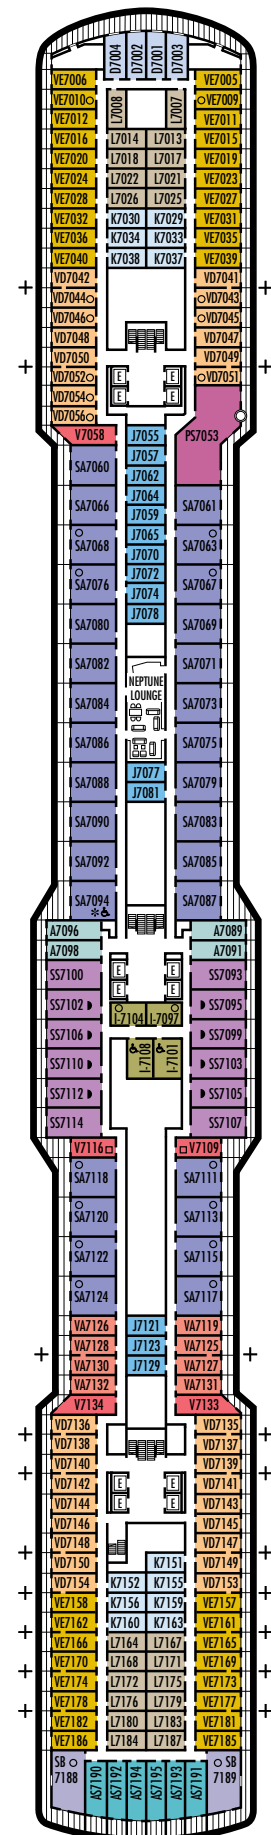 D7004 D7002 D7001 D7003
VE7006 VE7005
VE7010 L7008 L7007 VE7009
VE7012 VE7011
VE7016 L7014 L7013 VE7015
VE7020 L7018 L7017 VE7019
VE7024 L7022 L7021 VE7023
VE7028 L7026 L7025 VE7027
VE7032 K7030 K7029 VE7031
VE7036 K7034 K7033 VE7035
VE7040 K7038 K7037 VE7039
VD7042 VD7041
VD7044 VD7043
VD7046 VD7045
VD7048 VD7047
VD7050 VD7049
VD7052 E E VD7051
VD7054 E E
VD7056
V7058 J7055 PS7053
J7057
SA7060 J7062
J7064
SA7066 J7059 SA7061
J7065
SA7068 J7070 SA7063
J7072
SA7076 J7074 SA7067
J7078
SA7080 SA7069
SA7082 SA7071
NEPTUNE
LOUNGE
SA7084 SA7073
SA7086 SA7075
J7077
SA7088 J7081 SA7079
SA7090 SA7083
SA7092 SA7085
SA7094 SA7087
A7096 A7089
A7098 A7091
SS7100 E E SS7093
SS7102 E E SS7095
I-7104 I-7097
SS7106 SS7099
SS7110 I-7108 I-7101 SS7103
SS7112 SS7105
SS7114 SS7107
V7116 V7109
SA7118 SA7111
SA7120 SA7113
SA7122 SA7115
SA7124 SA7117
VA7126 J7121 VA7119
VA7128 J7123 VA7125
VA7130 J7129 VA7127
VA7132 VA7131
V7134 V7133
VD7136 VD7135
VD7138 VD7137
VD7140 VD7139
VD7142 E E VD7141
VD7144 E E VD7143
VD7146 VD7145
VD7148 VD7147
VD7150 K7151 VD7149
VD7154 K7152 K7155 VD7153
VE7158 K7156 K7159 VE7157
VE7162 K7160 K7163 VE7161
VE7166 L7164 L7167 VE7165
VE7170 L7168 L7171 VE7169
VE7174 L7172 L7175 VE7173
VE7178 L7176 L7179 VE7177
VE7182 L7180 L7183 VE7181
VE7186 L7184 L7187 VE7185
SB 7188 AS7190 AS7192 AS7194 AS7195 AS7193 AS7191 SB 7189